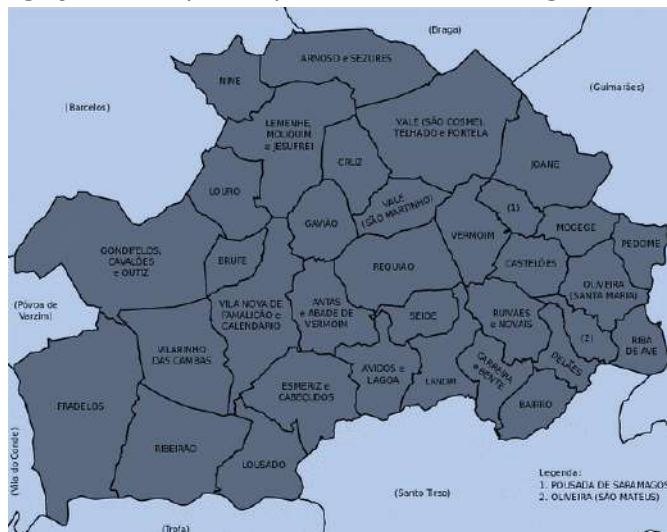 (Braga)
ARNOSO e SEZURES
NINE
(Guimarães)
(Barcelos)
LEMENHE,
MOUQUIM
e JESUFREI
VALE (SÃO COSME),
TELHADO e PORTELA
CRUZ
JOANE
LOURO
VALE
(SÃO MARTINHO)
(1)
GAVIÃO
MOGEGE
VERMOIM
PEDOME
GONDIFELOS,
CAVALÕES
e OUTIZ
BRUFE
REQUIÃO
CASTELÕES
OLIVEIRA
(SANTA MARIA)
(Póvoa de
Varzim)
VILA NOVA DE
FAMALICÃO e
CALENDÁRIO
ANTAS
e ABADE DE
VERMOIM
SEIDE
RUIVÃES
e NOVAIS
(2)
RIBA
DE AVE
VILARINHO
DAS CAMBAS
DELÃES
CARREIRA
e BENTE
AVIDOS e
LAGOA
LANDIM
ESMERIZ e
CABEÇUDOS
FRADELOS
BAIRRO
RIBEIRÃO
LOUSADO
(Vila do Conde)
(Santo Tirso)
(Trofa)
Legenda:
1. POUSADA DE SARAMAGOS
2. OLIVEIRA (SÃO MATEUS)